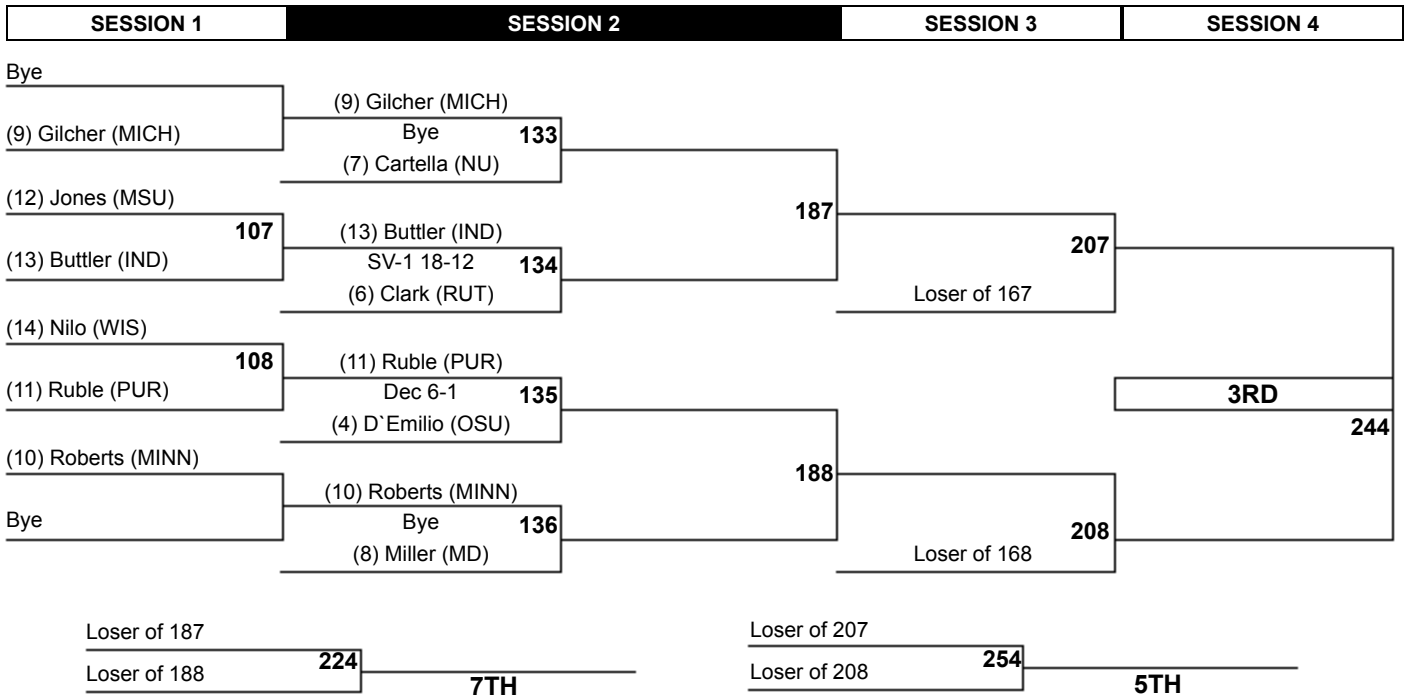 SESSION 1 SESSION 2 SESSION 3 SESSION 4
Bye
(9) Gilcher (MICH)
(9) Gilcher (MICH)
Bye 133
(7) Cartella (NU)
(12) Jones (MSU)
107
(13) Buttler (IND)
(13) Buttler (IND)
SV-1 18-12 134
(6) Clark (RUT)
187
207
Loser of 167
(14) Nilo (WIS)
108
(11) Ruble (PUR)
(11) Ruble (PUR)
Dec 6-1 135
(4) D`Emilio (OSU)
3RD
244
(10) Roberts (MINN)
Bye
(10) Roberts (MINN)
Bye 136
(8) Miller (MD)
188
208
Loser of 168
Loser of 187
224
Loser of 188
7TH
Loser of 207
254
Loser of 208
5TH